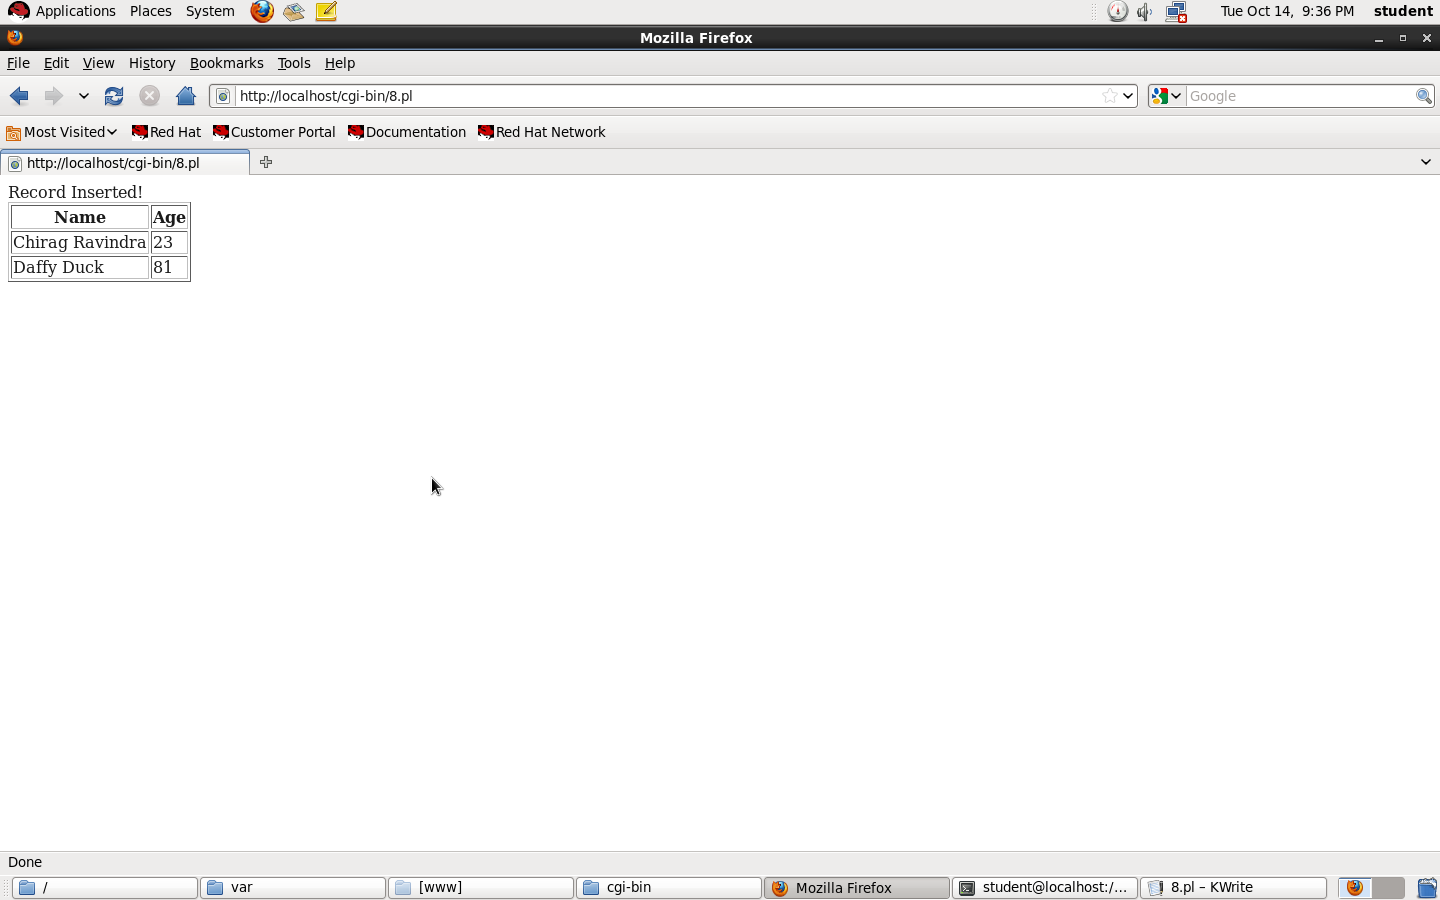 Applications Places System Tue Oct 14, 9:36 PM student
Mozilla Firefox
File Edit View History Bookmarks Tools Help
http://localhost/cgi-bin/8.pl Google
Most Visited Red Hat Customer Portal Documentation Red Hat Network
http://localhost/cgi-bin/8.pl
Record Inserted!
Name Age
Chirag Ravindra 23
Daffy Duck 81
Done
/ var [www] cgi-bin Mozilla Firefox student@localhost:/... 8.pl – KWrite